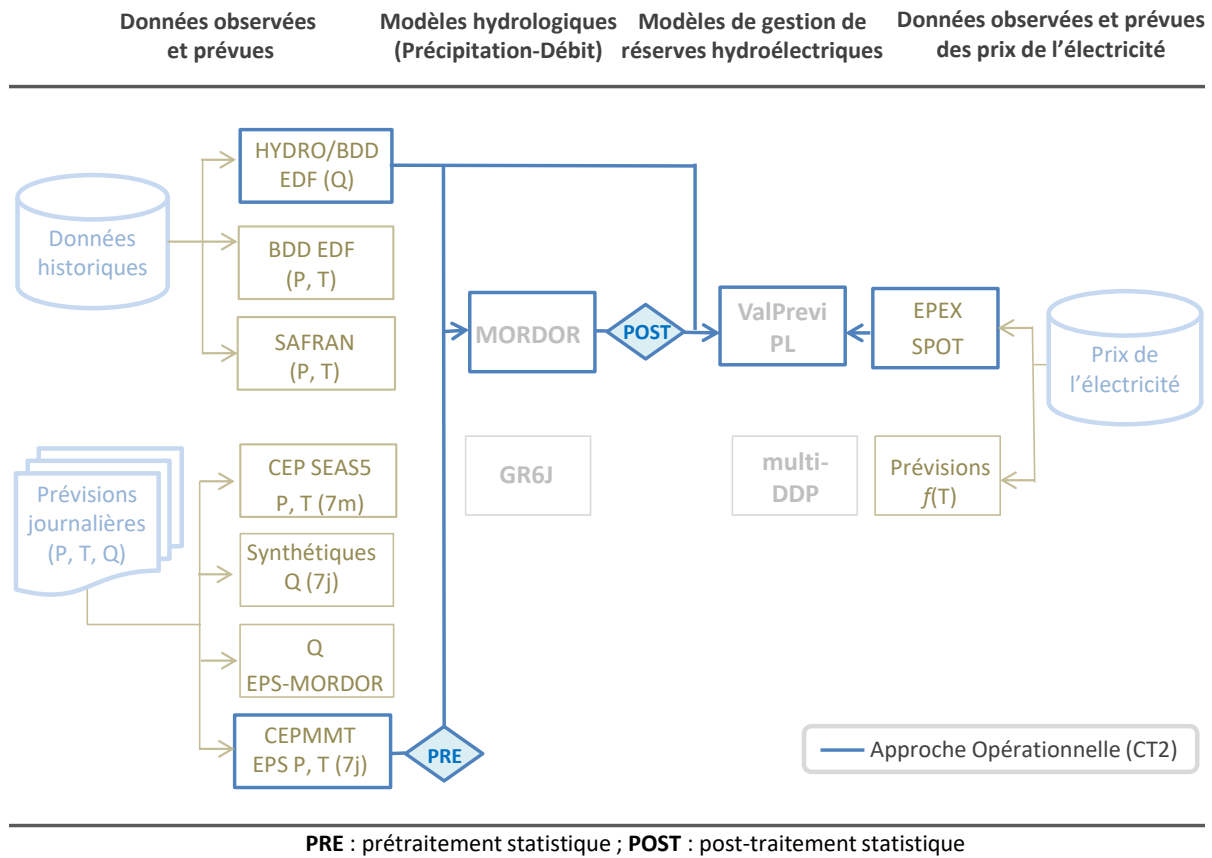 Données observées
et prévues
Modèles hydrologiques
(Précipitation-Débit)
Modèles de gestion de
réserves hydroélectriques
Données observées et prévues
des prix de l'électricité
Données
historiques
HYDRO/BDD
EDF (Q)
BDD EDF
(P, T)
SAFRAN
(P, T)
MORDOR
POST
ValPrevi
PL
EPEX
SPOT
Prix de
l'électricité
Prévisions
journalières
(P, T, Q)
CEP SEAS5
P, T (7m)
Synthétiques
Q (7j)
Q
EPS-MORDOR
CEPMMT
EPS P, T (7j)
PRE
GR6J
multi-
DDP
Prévisions
f(T)
Approche Opérationnelle (CT2)
PRE : prétraitement statistique ; POST : post-traitement statistique